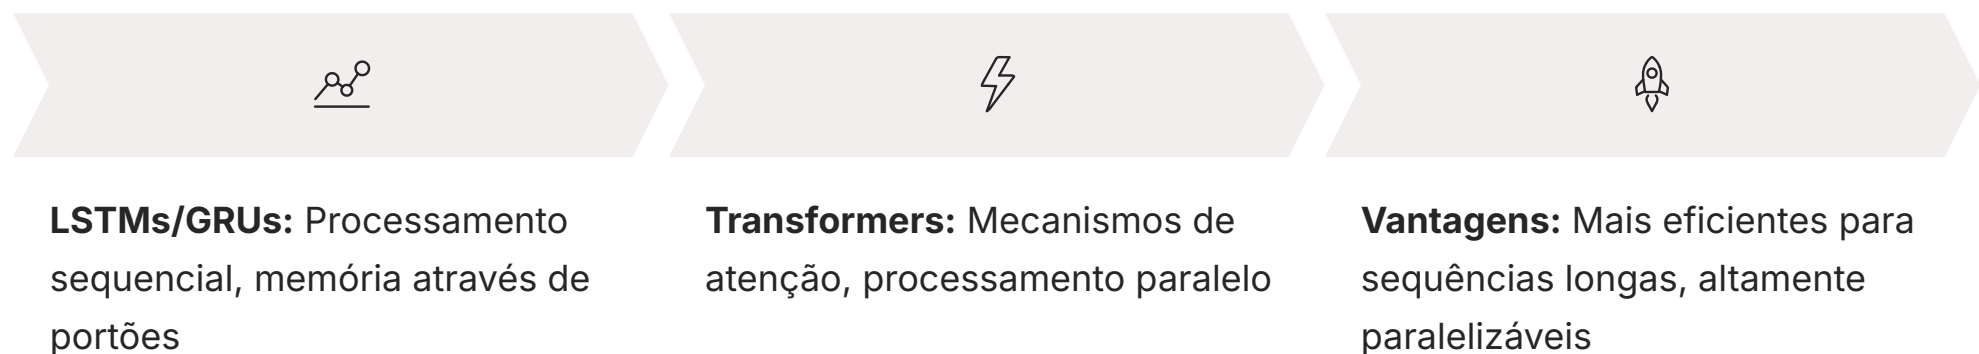 LSTMs/GRUs: Processamento
sequencial, memória através de
portões
Transformers: Mecanismos de
atenção, processamento paralelo
Vantagens: Mais eficientes para
sequências longas, altamente
paralelizáveis